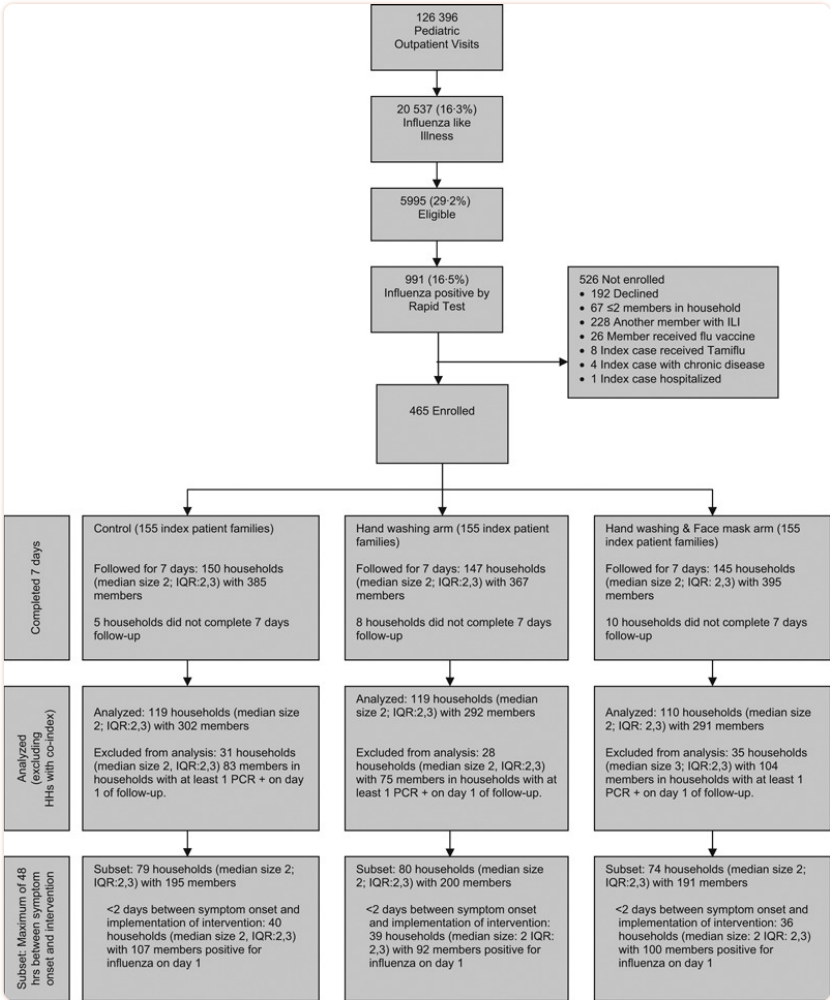 126 396
Pediatric
Outpatient Visits
20 537 (16·3%)
Influenza like
Illness
5995 (29·2%)
Eligible
991 (16·5%)
Influenza positive by
Rapid Test
526 Not enrolled
• 192 Declined
• 67 ≤2 members in household
• 228 Another member with ILI
• 26 Member received flu vaccine
• 8 Index case received Tamiflu
• 4 Index case with chronic disease
• 1 Index case hospitalized
465 Enrolled
Completed 7 days
Control (155 index patient families)
Followed for 7 days: 150 households
(median size 2; IQR:2,3) with 385
members
5 households did not complete 7 days
follow-up
Hand washing arm (155 index patient
families)
Followed for 7 days: 147 households
(median size 2; IQR:2,3) with 367
members
8 households did not complete 7 days
follow-up
Hand washing & Face mask arm (155
index patient families)
Followed for 7 days: 145 households
(median size 2; IQR: 2,3) with 395
members
10 households did not complete 7 days
follow-up
Analyzed
(excluding
HHs with co-index)
Analyzed: 119 households (median size
2; IQR:2,3) with 302 members
Excluded from analysis: 31 households
(median size 2, IQR:2,3) 83 members in
households with at least 1 PCR + on day
1 of follow-up.
Analyzed: 119 households (median
size 2; IQR:2,3) with 292 members
Excluded from analysis: 28
households (median size 2, IQR:2,3)
with 75 members in households with at
least 1 PCR + on day 1 of follow-up.
Analyzed: 110 households (median size
2; IQR: 2,3) with 291 members
Excluded from analysis: 35 households
(median size 3; IQR:2,3) with 104
members in households with at least 1
PCR + on day 1 of follow-up.
Subset: Maximum of 48
hrs between symptom
onset and intervention
Subset: 79 households (median size 2;
IQR:2,3) with 195 members
<2 days between symptom onset and
implementation of intervention: 40
households (median size 2, IQR:2,3)
with 107 members positive for
influenza on day 1
Subset: 80 households (median size
2; IQR:2,3) with 200 members
<2 days between symptom onset
and implementation of intervention:
39 households (median size: 2 IQR:
2,3) with 92 members positive for
influenza on day 1
Subset: 74 households (median size 2;
IQR:2,3) with 191 members
<2 days between symptom onset and
implementation of intervention: 36
households (median size: 2 IQR: 2,3)
with 100 members positive for
influenza on day 1